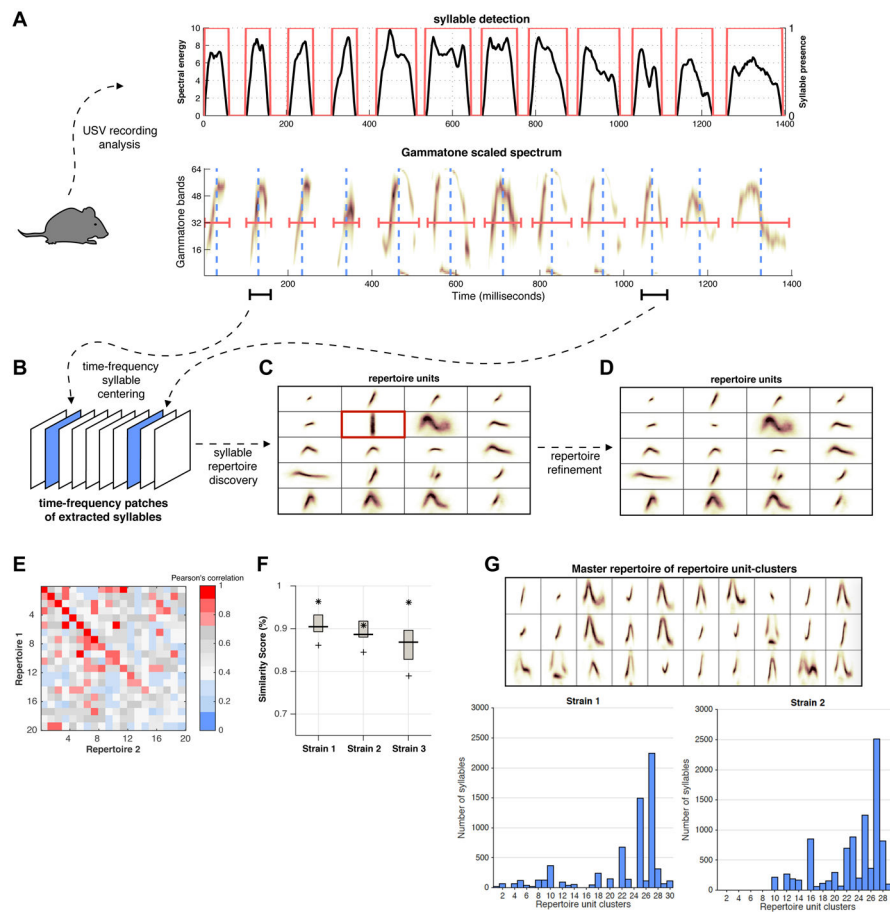 A
syllable detection
Spectral energy
10
8
6
4
2
0
1
0
Syllable presence
0 200 400 600 800 1000 1200 1400
USV recording
analysis
Gammatone scaled spectrum
Gammatone bands
64
48
32
16
200 400 600 800 1000 1200 1400
Time (milliseconds)
B
time-frequency
syllable
centering
time-frequency patches
of extracted syllables
syllable
repertoire
discovery
C
repertoire units
repertoire
refinement
D
repertoire units
E
Pearson's correlation
Repertoire 1
4
8
12
16
20
4 8 12 16 20
Repertoire 2
1
0.8
0.6
0.4
0.2
0
F
Similarity Score (%)
1
0.9
0.8
0.7
Strain 1 Strain 2 Strain 3
G
Master repertoire of repertoire unit-clusters
Strain 1
Number of syllables
3000
2500
2000
1500
1000
500
0
2 4 6 8 10 12 14 16 18 20 22 24 26 28 30
Repertoire unit clusters
Strain 2
Number of syllables
3000
2500
2000
1500
1000
500
0
2 4 6 8 10 12 14 16 18 20 22 24 26 28
Repertoire unit clusters